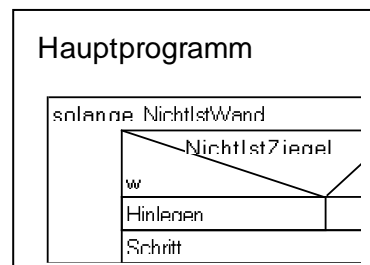 Hauptprogramm
solange NichtIstWand
NichtIstZiegel
w
Hinlegen
Schritt